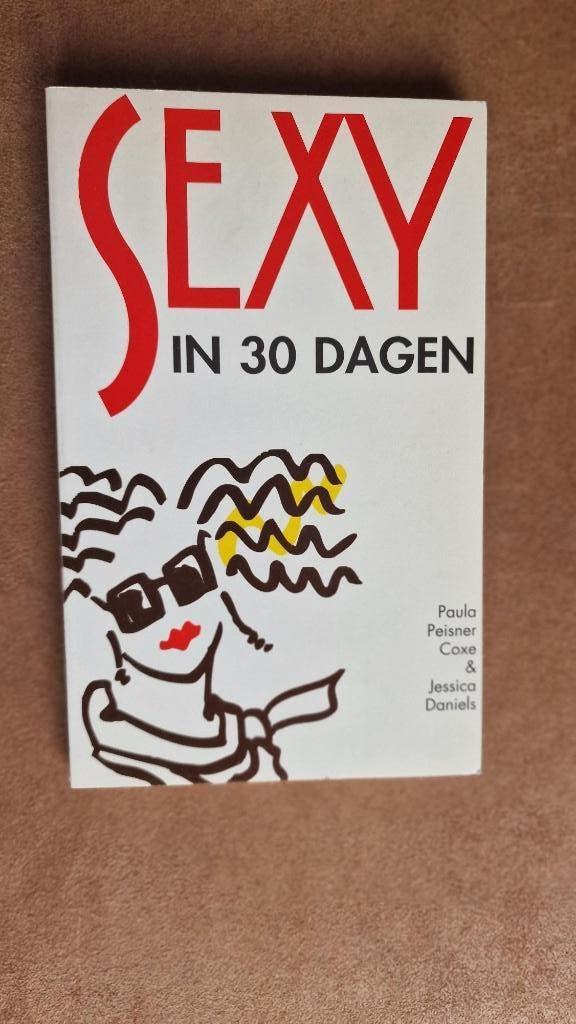 SEXY
IN 30 DAGEN
Paula
Peisner
Coxe
&
Jessica
Daniels